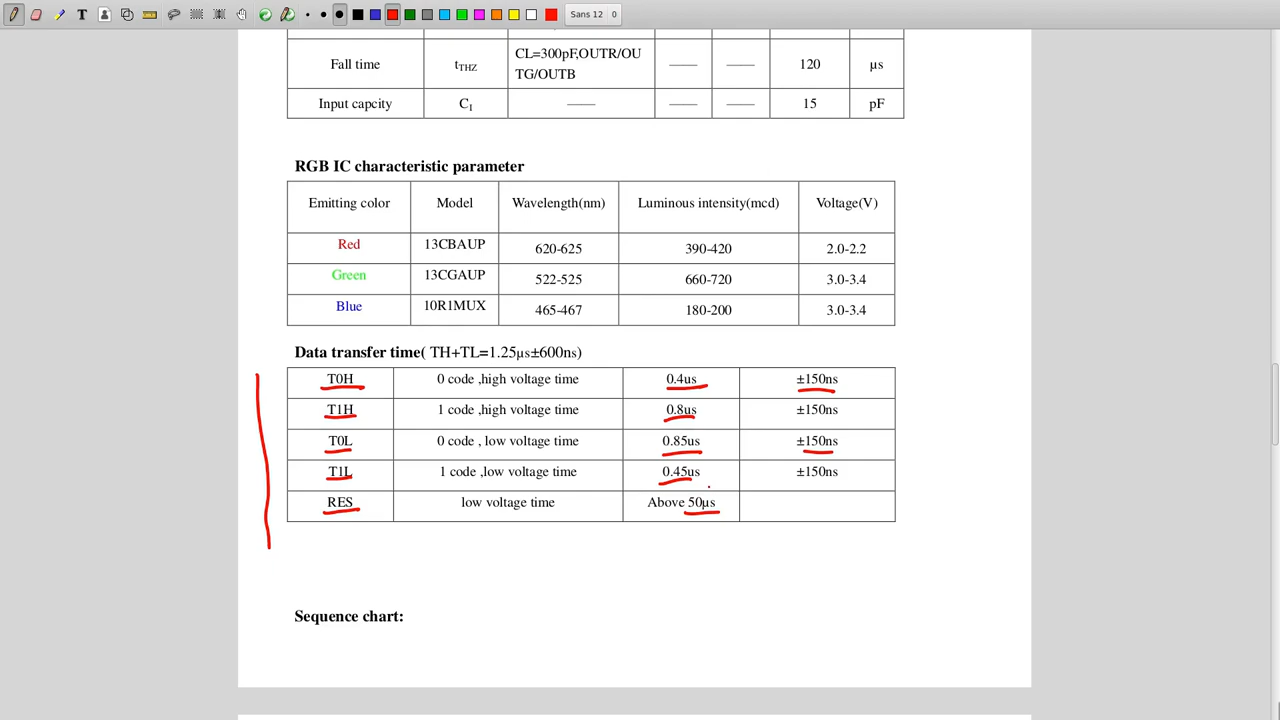 Sans 12 0
Fall time tTHZ CL=300pF,OUTR/OU TG/OUTB —— —— 120 μs
Input capcity CI —— —— —— 15 pF
RGB IC characteristic parameter
Emitting color Model Wavelength(nm) Luminous intensity(mcd) Voltage(V)
Red 13CBAUP 620-625 390-420 2.0-2.2
Green 13CGAUP 522-525 660-720 3.0-3.4
Blue 10R1MUX 465-467 180-200 3.0-3.4
Data transfer time( TH+TL=1.25μs±600ns)
T0H 0 code ,high voltage time 0.4us ±150ns
T1H 1 code ,high voltage time 0.8us ±150ns
T0L 0 code , low voltage time 0.85us ±150ns
T1L 1 code ,low voltage time 0.45us ±150ns
RES low voltage time Above 50μs
Sequence chart: